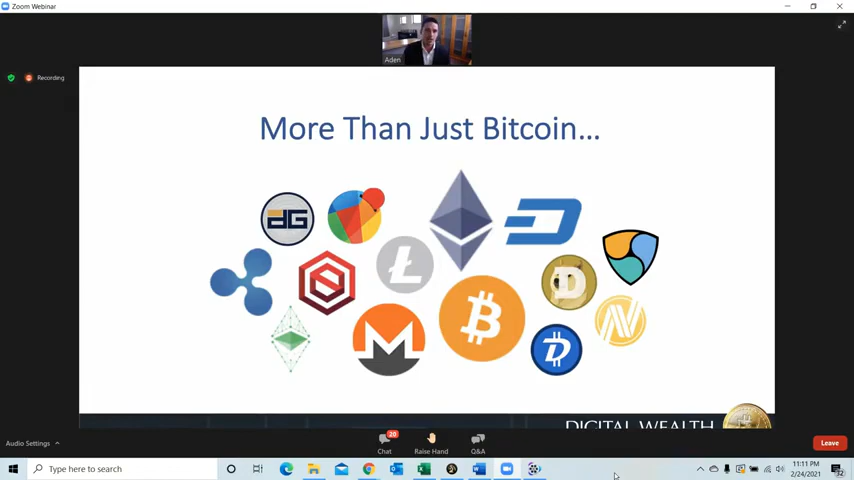 Zoom Webinar
Aden
Recording
More Than Just Bitcoin...
DIGITAL WEALTH
Audio Settings
20
Chat
Raise Hand
Q&A
Leave
Type here to search
11:11 PM
2/24/2021